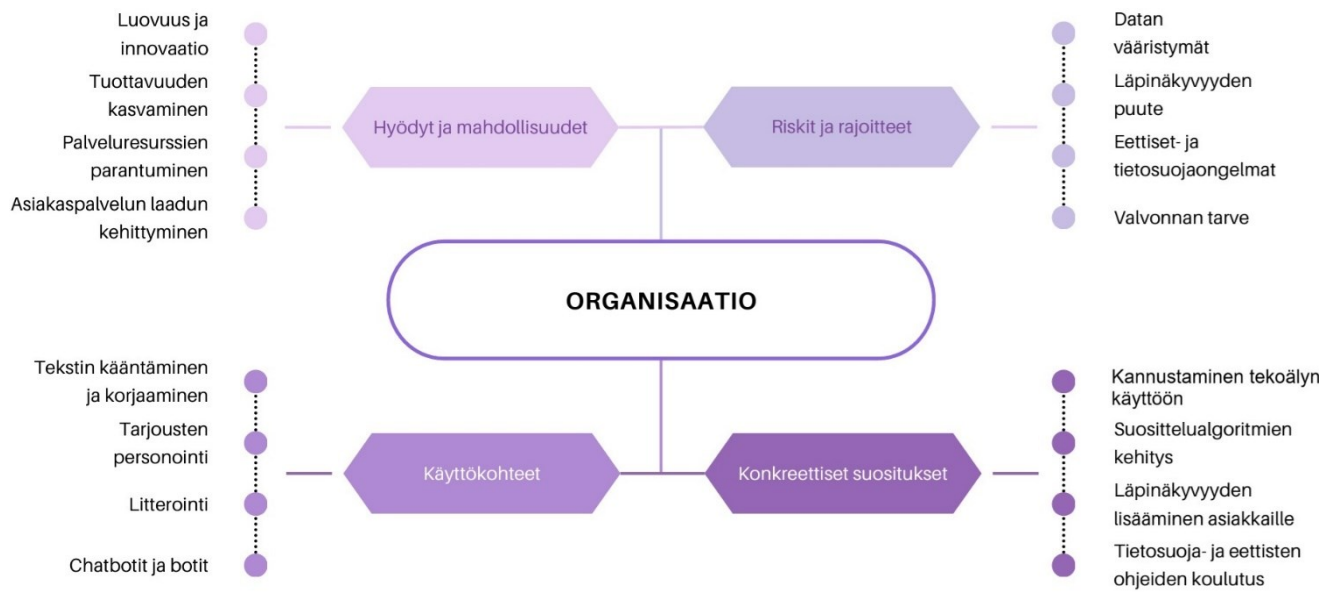 Luovuus ja
innovaatio
Tuottavuuden
kasvaminen
Palveluresurssien
parantuminen
Asiakaspalvelun laadun
kehittyminen
Hyödyt ja mahdollisuudet
Riskit ja rajoitteet
Datan
vääristymät
Läpinäkyvyyden
puute
Eettiset- ja
tietosuojaongelmat
Valvonnan tarve
ORGANISAATIO
Tekstin kääntäminen
ja korjaaminen
Tarjousten
personointi
Litterointi
Chatbotit ja botit
Käyttökohteet
Konkreettiset suositukset
Kannustaminen tekoälyn
käyttöön
Suosittelualgoritmien
kehitys
Läpinäkyvyyden
lisääminen asiakkaille
Tietosuoja- ja eettisten
ohjeiden koulutus